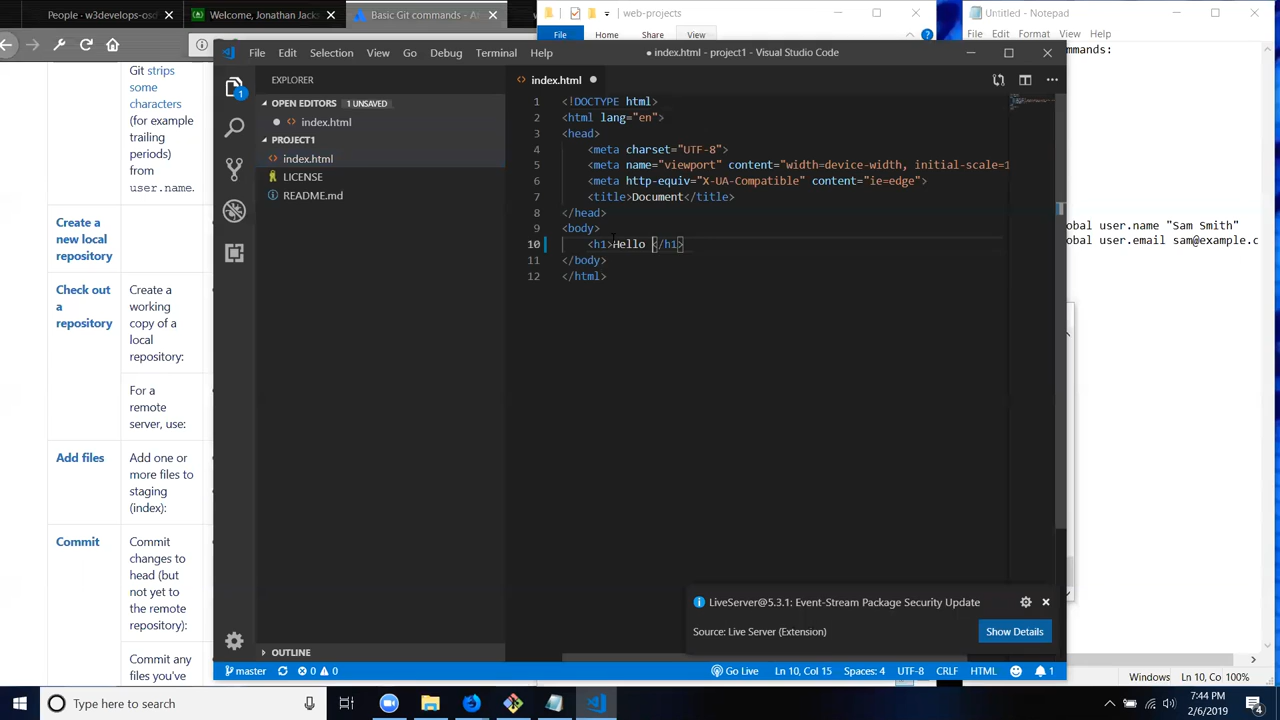 People · w3develops-osd
Welcome, Jonathan Jacks
Basic Git commands - At
web-projects
Untitled - Notepad
File
Home
Share
View
File Edit Format View Help
mmands:
obal user.name "Sam Smith"
obal user.email sam@example.c
Windows
Ln 10, Co
100%
Git strips
some
characters
(for example
trailing
periods)
from
user.name.
Create a
new local
repository
Check out
a
repository
Create a
working
copy of a
local
repository:
For a
remote
server, use:
Add files
Add one or
more files to
staging
(index):
Commit
Commit
changes to
head (but
not yet to
the remote
repository):
Commit any
files you've
File Edit Selection View Go Debug Terminal Help
● index.html - project1 - Visual Studio Code
EXPLORER
OPEN EDITORS 1 UNSAVED
index.html
PROJECT1
index.html
LICENSE
README.md
OUTLINE
1
index.html
1 <!DOCTYPE html>
2 <html lang="en">
3 <head>
4 <meta charset="UTF-8">
5 <meta name="viewport" content="width=device-width, initial-scale=1
6 <meta http-equiv="X-UA-Compatible" content="ie=edge">
7 <title>Document</title>
8 </head>
9 <body>
10 <h1>Hello </h1>
11 </body>
12 </html>
LiveServer@5.3.1: Event-Stream Package Security Update
Source: Live Server (Extension)
Show Details
master 0 0
Go Live Ln 10, Col 15 Spaces: 4 UTF-8 CRLF HTML 1
Type here to search
7:44 PM
2/6/2019
4